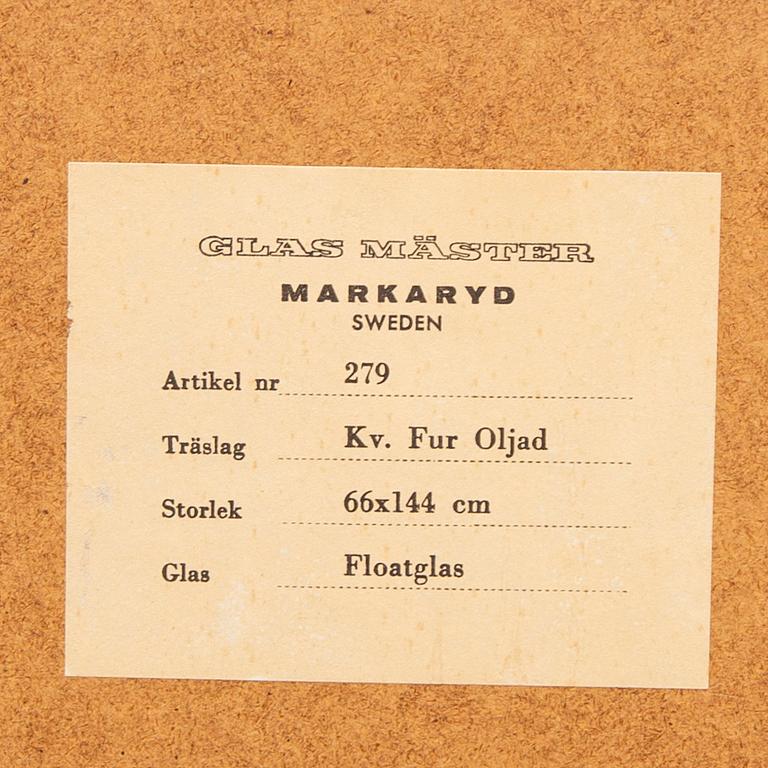 GLAS MÄSTER
MARKARYD
SWEDEN
Artikel nr 279
Träslag Kv. Fur Oljad
Storlek 66x144 cm
Glas Floatglas